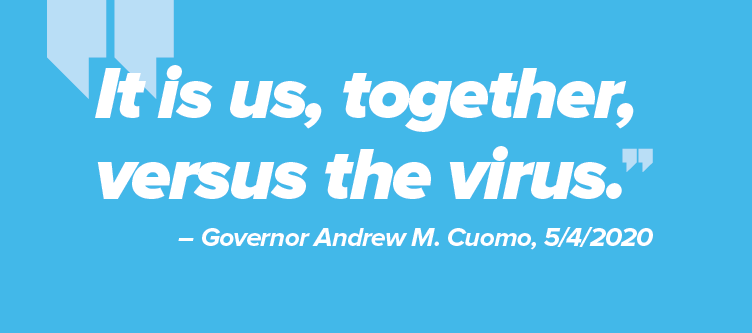 It is us, together,
versus the virus.”
– Governor Andrew M. Cuomo, 5/4/2020